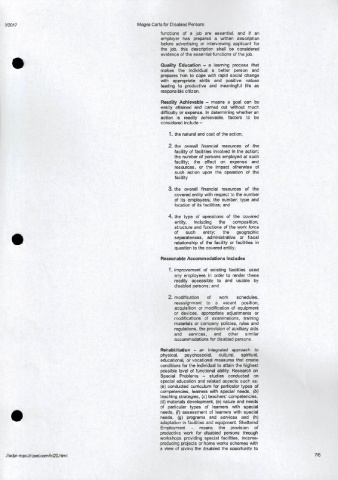 5/2017
Magna Carta for Disabled Persons
functions of a job are essential, and if an
employer has prepared a written description
before advertising or interviewing applicant for
the job, this description shall be considered
evidence of the essential functions of the job.
Quality Education – a learning process that
makes the individual a better person and
prepares him to cope with rapid social change
with appropriate skills and positive values
leading to productive and meaningful life as
responsible citizen.
Readily Achievable – means a goal can be
easily attained and carried out without much
difficulty or expense. In determining whether an
action is readily achievable, factors to be
considered include –
1. the natural and cost of the action;
2. the overall financial resources of the
facility of facilities involved in the action;
the number of persons employed at such
facility; the effect on expense and
resources, or the impact otherwise of
such action upon the operation of the
facility
3. the overall financial resources of the
covered entity with respect to the number
of its employees; the number type and
location of its facilities; and
4. the type of operations of the covered
entity, including the composition,
structure and functions of the work force
of such entity; the geographic
separateness, administrative or fiscal
relationship of the facility or facilities in
question to the covered entity.
Reasonable Accommodations Includes
1. improvement of existing facilities used
any employees in order to render these
readily accessible to and usable by
disabled persons; and
2. modification of work schedules,
reassignment to a vacant position,
acquisition or modification of equipment
or devices, appropriate adjustments or
modifications of examinations, training
materials or company policies, rules and
regulations, the provision of auxiliary aids
and services, and other similar
accommodations for disabled persons.
Rehabilitation – an integrated approach to
physical, psychosocial, cultural, spiritual,
educational, or vocational measures that create
conditions for the individual to attain the highest
possible level of functional ability. Research on
Special Problems – studies conducted on
special education and related aspects such as:
(a) conducted curriculum for particular types of
competencies, learners with special needs, (b)
teaching strategies, (c) teachers' competencies,
(d) materials development, (e) nature and needs
of particular types of learners with special
needs, (f) assessment of learners with special
needs, (g) programs and services and (h)
adaptation in facilities and equipment. Sheltered
Employment – means the provision of
productive work for disabled persons through
workshops providing special facilities, income-
producing projects or home works schemes with
a view of giving the disabled the opportunity to